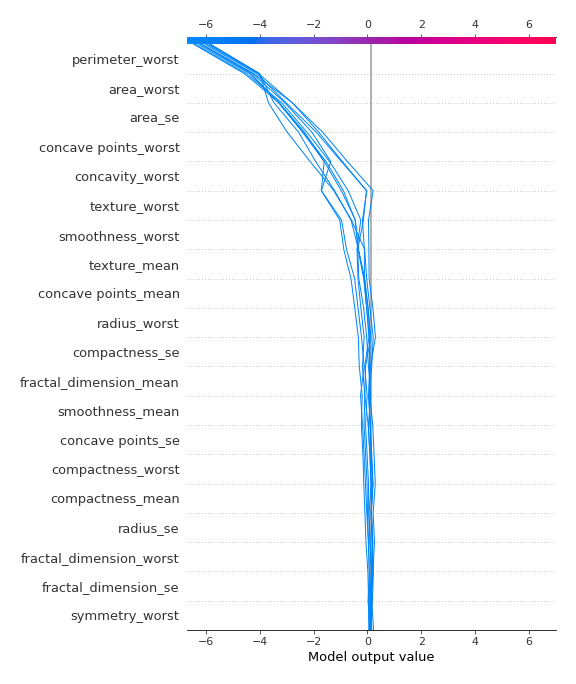 −6 −4 −2 0 2 4 6
perimeter_worst
area_worst
area_se
concave points_worst
concavity_worst
texture_worst
smoothness_worst
texture_mean
concave points_mean
radius_worst
compactness_se
fractal_dimension_mean
smoothness_mean
concave points_se
compactness_worst
compactness_mean
radius_se
fractal_dimension_worst
fractal_dimension_se
symmetry_worst
−6 −4 −2 0 2 4 6
Model output value